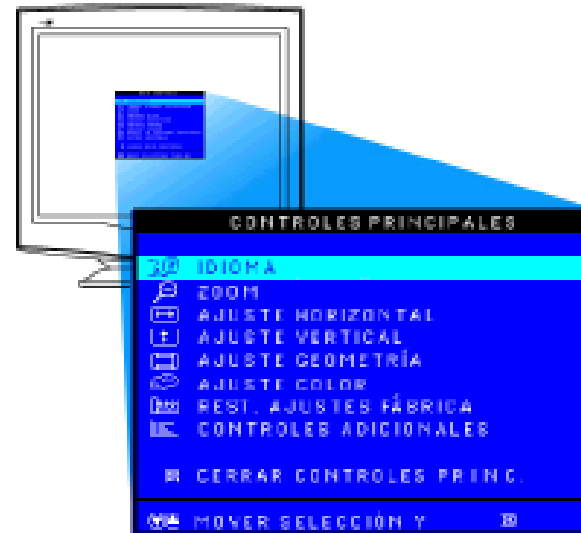 CONTROLES PRINCIPALES
IDIOMA
ZOOM
AJUSTE HORIZONTAL
AJUSTE VERTICAL
AJUSTE GEOMETRÍA
AJUSTE COLOR
REST. AJUSTES FÁBRICA
CONTROLES ADICIONALES
CERRAR CONTROLES PRINC.
MOVER SELECCIÓN Y